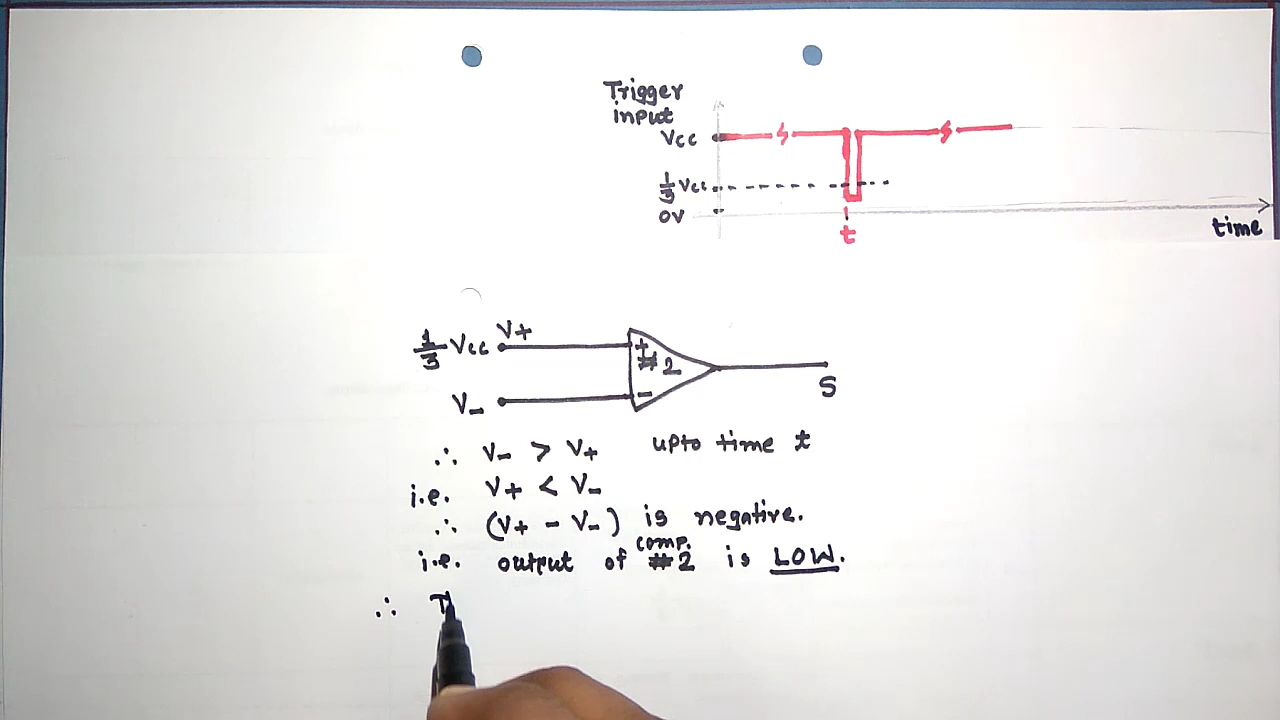 Trigger
input
Vcc
1/3 Vcc
0V
t
time
V+
1/3 Vcc
+
#2
V-
-
S
∴ V- > V+ upto time t
i.e. V+ < V-
∴ (V+ - V-) is negative.
i.e. output of comp. #2 is LOW.
∴ T